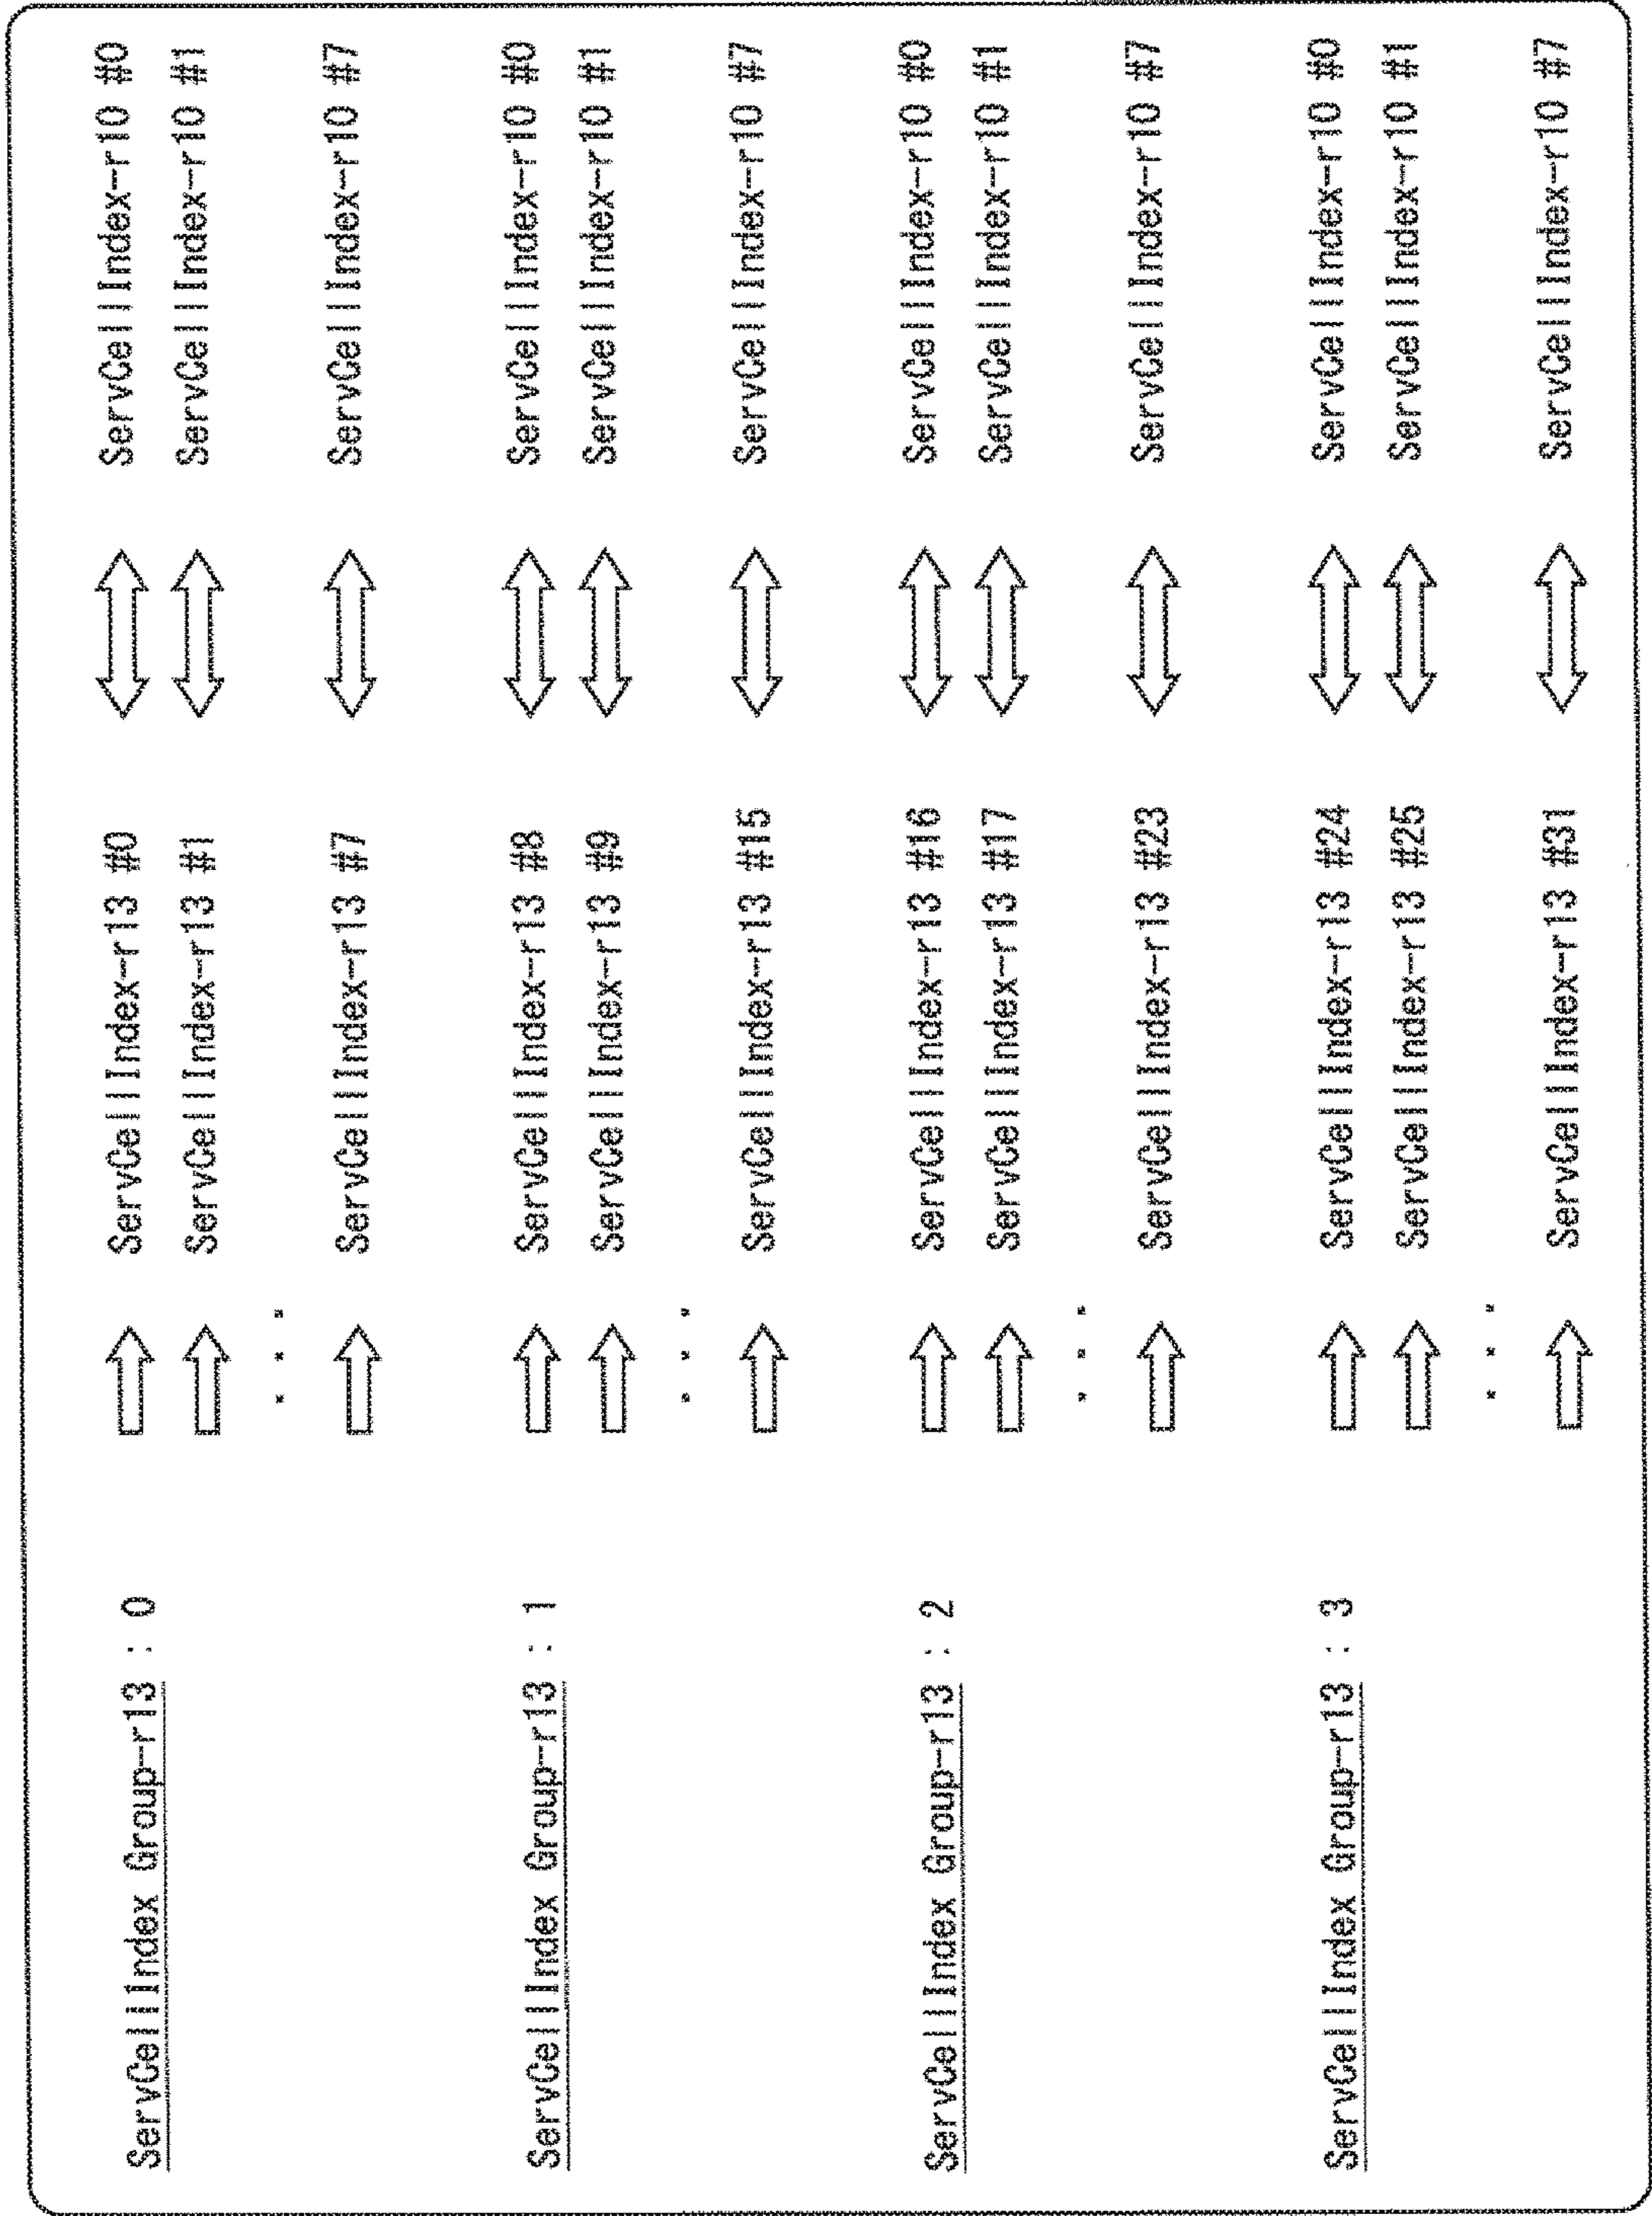 ServCellIndex Group-r13 : 0 ServCellIndex-r13 #0 ServCellIndex-r10 #0
ServCellIndex-r13 #1 ServCellIndex-r10 #1
...
ServCellIndex-r13 #7 ServCellIndex-r10 #7
ServCellIndex Group-r13 : 1 ServCellIndex-r13 #8 ServCellIndex-r10 #0
ServCellIndex-r13 #9 ServCellIndex-r10 #1
...
ServCellIndex-r13 #15 ServCellIndex-r10 #7
ServCellIndex Group-r13 : 2 ServCellIndex-r13 #16 ServCellIndex-r10 #0
ServCellIndex-r13 #17 ServCellIndex-r10 #1
...
ServCellIndex-r13 #23 ServCellIndex-r10 #7
ServCellIndex Group-r13 : 3 ServCellIndex-r13 #24 ServCellIndex-r10 #0
ServCellIndex-r13 #25 ServCellIndex-r10 #1
...
ServCellIndex-r13 #31 ServCellIndex-r10 #7